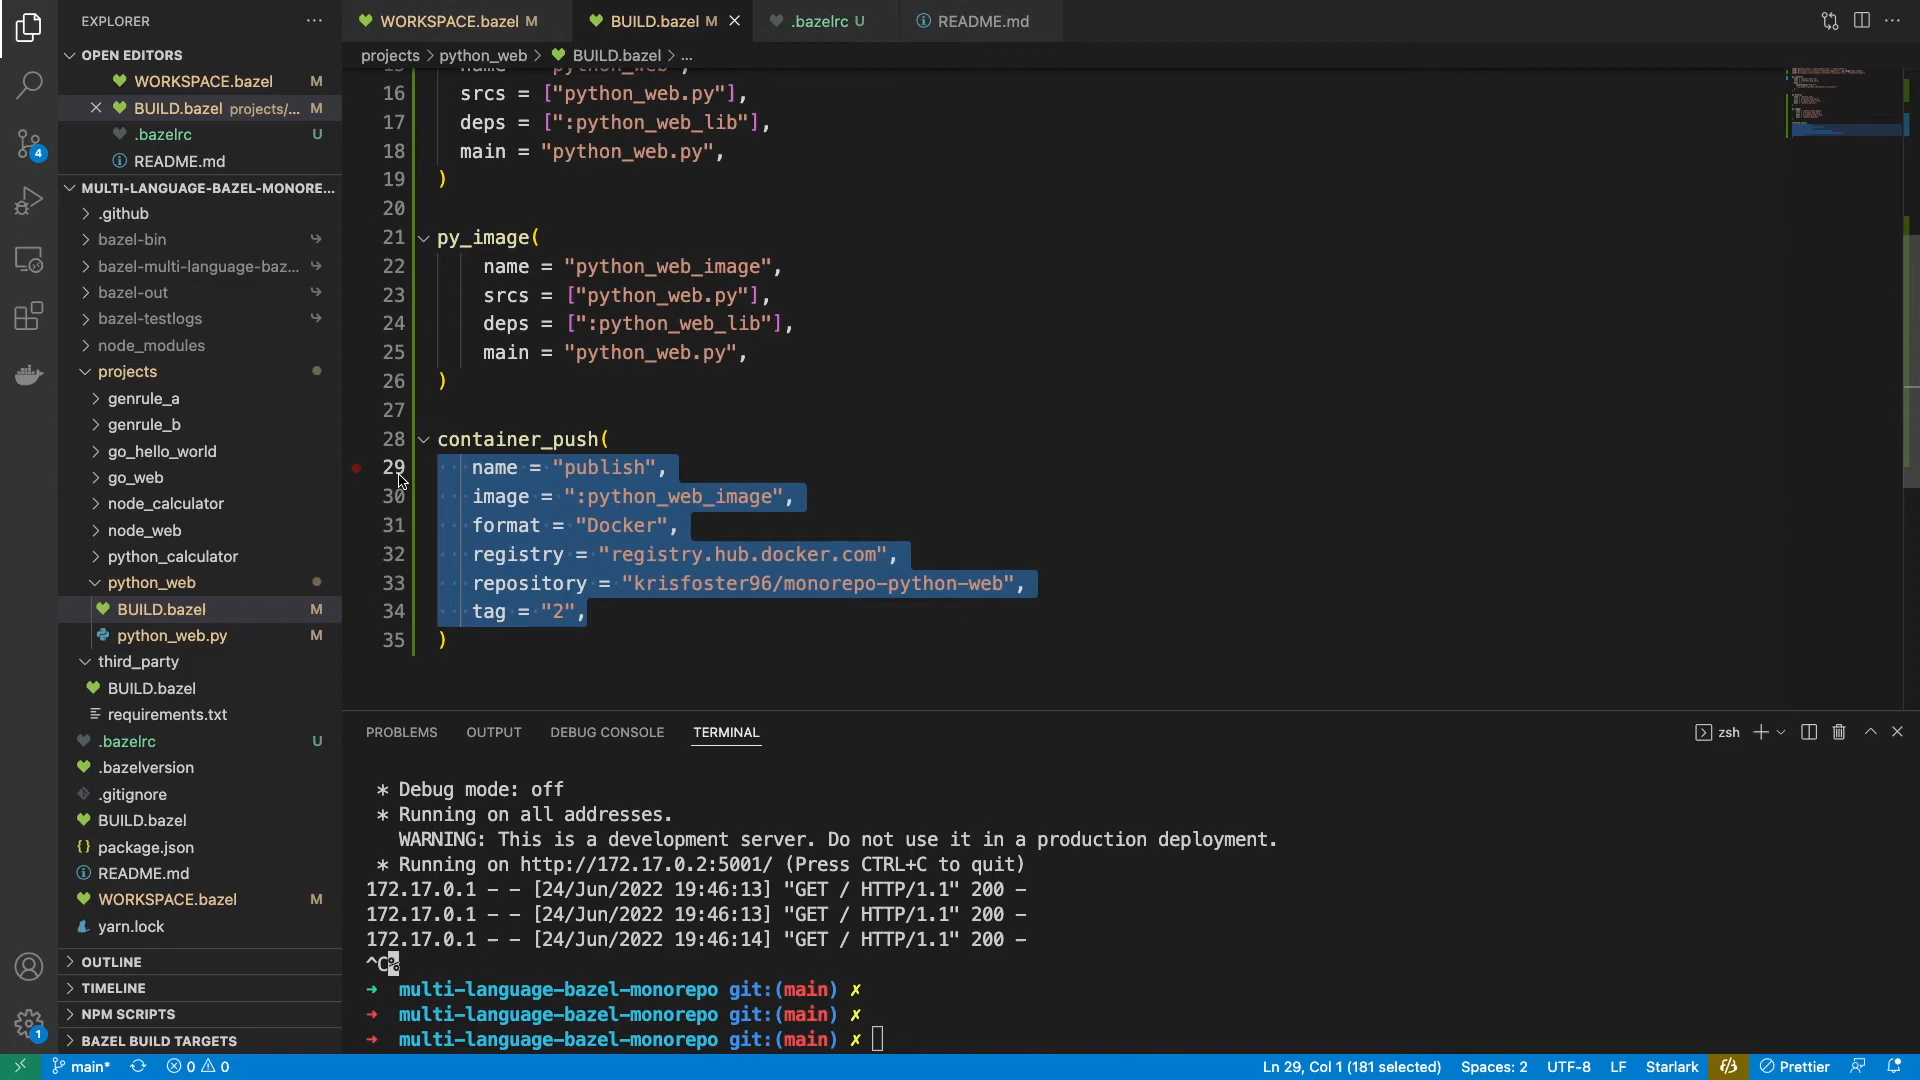 EXPLORER
OPEN EDITORS
WORKSPACE.bazel M
BUILD.bazel projects/... M
.bazelrc U
README.md
MULTI-LANGUAGE-BAZEL-MONORE...
.github
bazel-bin
bazel-multi-language-baz...
bazel-out
bazel-testlogs
node_modules
projects
genrule_a
genrule_b
go_hello_world
go_web
node_calculator
node_web
python_calculator
python_web
BUILD.bazel M
python_web.py M
third_party
BUILD.bazel
requirements.txt
.bazelrc U
.bazelversion
.gitignore
BUILD.bazel
package.json
README.md
WORKSPACE.bazel M
yarn.lock
OUTLINE
TIMELINE
NPM SCRIPTS
BAZEL BUILD TARGETS
4
1
WORKSPACE.bazel M
BUILD.bazel M
.bazelrc U
README.md
projects > python_web > BUILD.bazel > ...
15 name = "python_web",
16 srcs = ["python_web.py"],
17 deps = [":python_web_lib"],
18 main = "python_web.py",
19 )
20
21 py_image(
22 name = "python_web_image",
23 srcs = ["python_web.py"],
24 deps = [":python_web_lib"],
25 main = "python_web.py",
26 )
27
28 container_push(
29 name = "publish",
30 image = ":python_web_image",
31 format = "Docker",
32 registry = "registry.hub.docker.com",
33 repository = "krisfoster96/monorepo-python-web",
34 tag = "2",
35 )
PROBLEMS OUTPUT DEBUG CONSOLE TERMINAL
zsh
* Debug mode: off
* Running on all addresses.
WARNING: This is a development server. Do not use it in a production deployment.
* Running on http://172.17.0.2:5001/ (Press CTRL+C to quit)
172.17.0.1 - - [24/Jun/2022 19:46:13] "GET / HTTP/1.1" 200 -
172.17.0.1 - - [24/Jun/2022 19:46:13] "GET / HTTP/1.1" 200 -
172.17.0.1 - - [24/Jun/2022 19:46:14] "GET / HTTP/1.1" 200 -
^C%
➜ multi-language-bazel-monorepo git:(main) ✗
➜ multi-language-bazel-monorepo git:(main) ✗
➜ multi-language-bazel-monorepo git:(main) ✗
main* 0 0 Ln 29, Col 1 (181 selected) Spaces: 2 UTF-8 LF Starlark Prettier